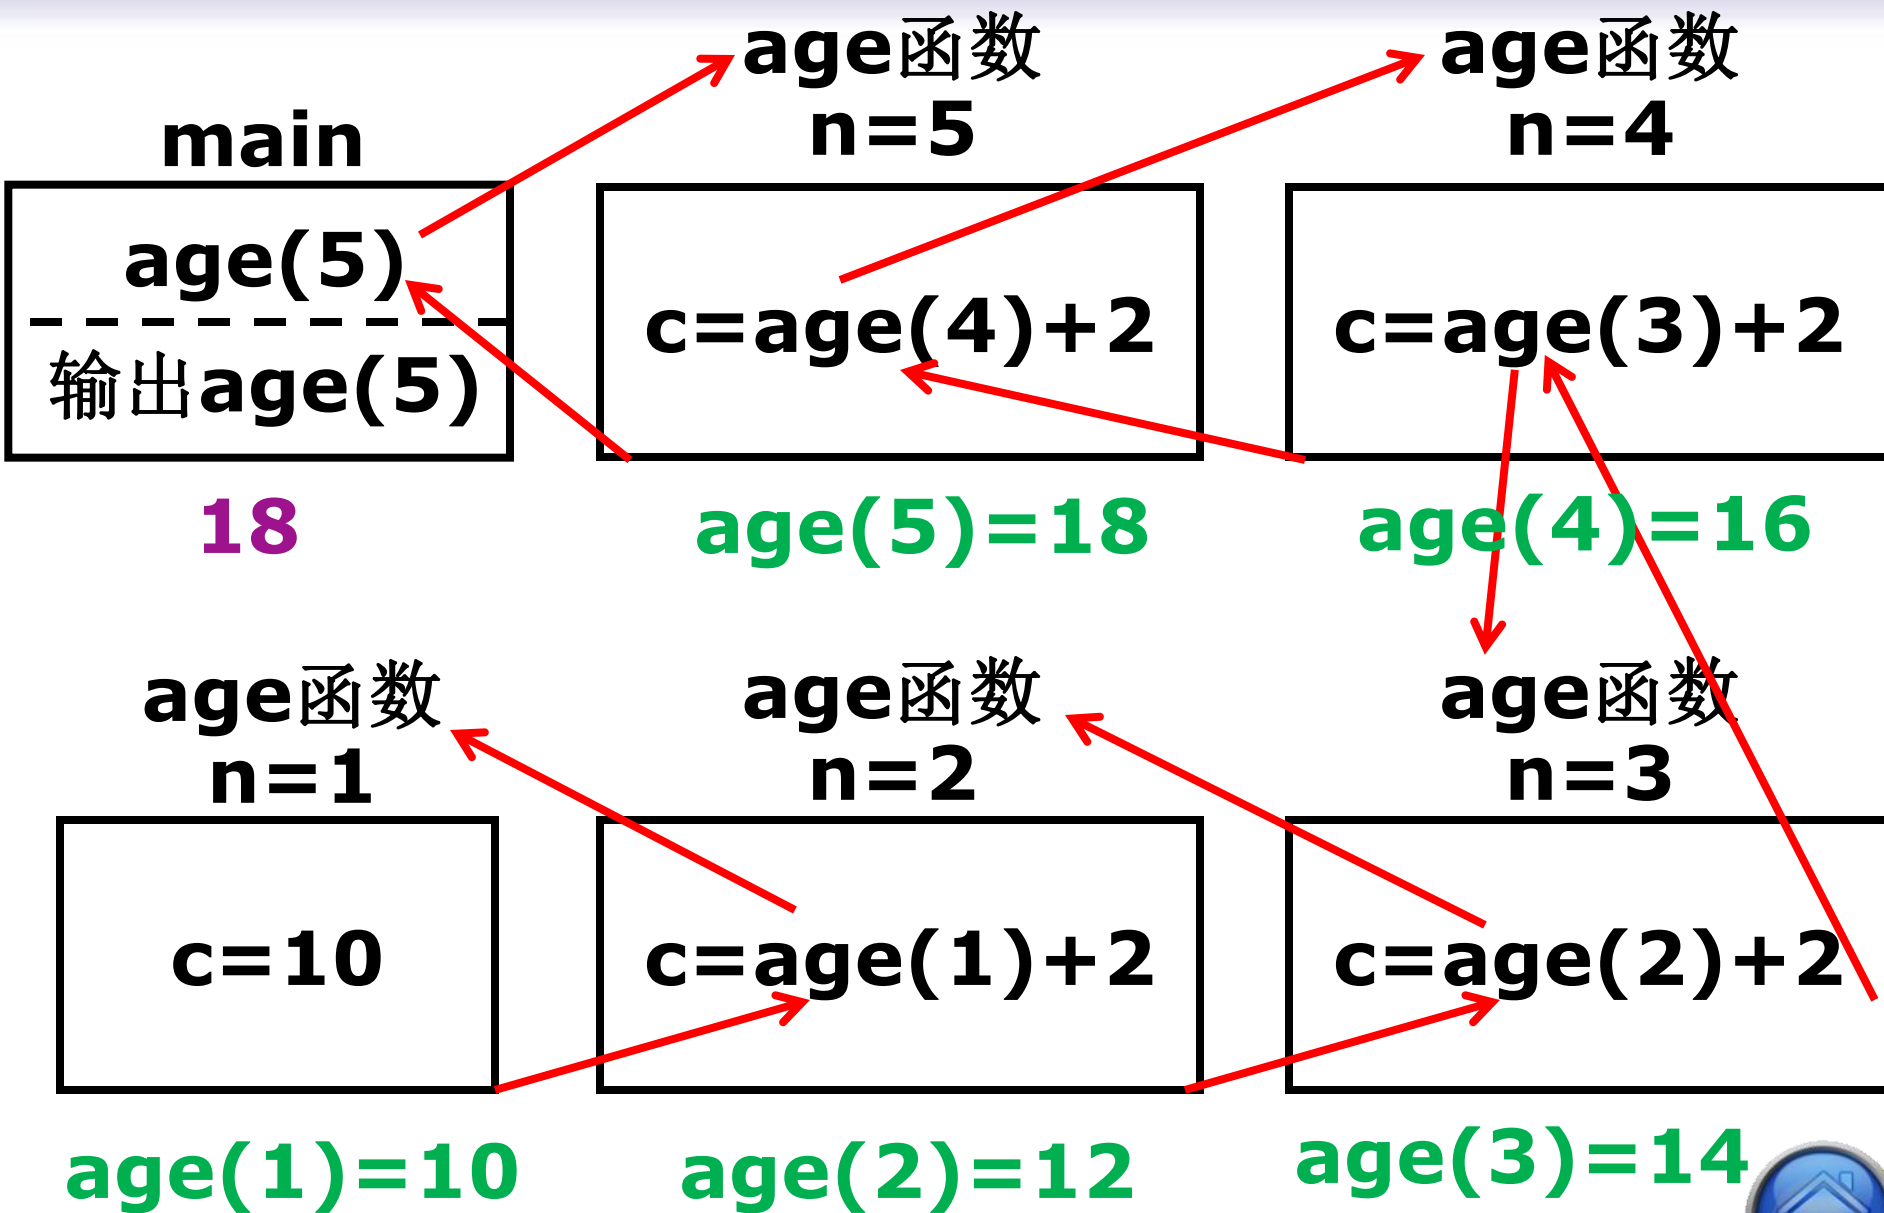 main
age(5)
输出age(5)
18
age函数
n=5
c=age(4)+2
age(5)=18
age函数
n=4
c=age(3)+2
age(4)=16
age函数
n=1
c=10
age(1)=10
age函数
n=2
c=age(1)+2
age(2)=12
age函数
n=3
c=age(2)+2
age(3)=14